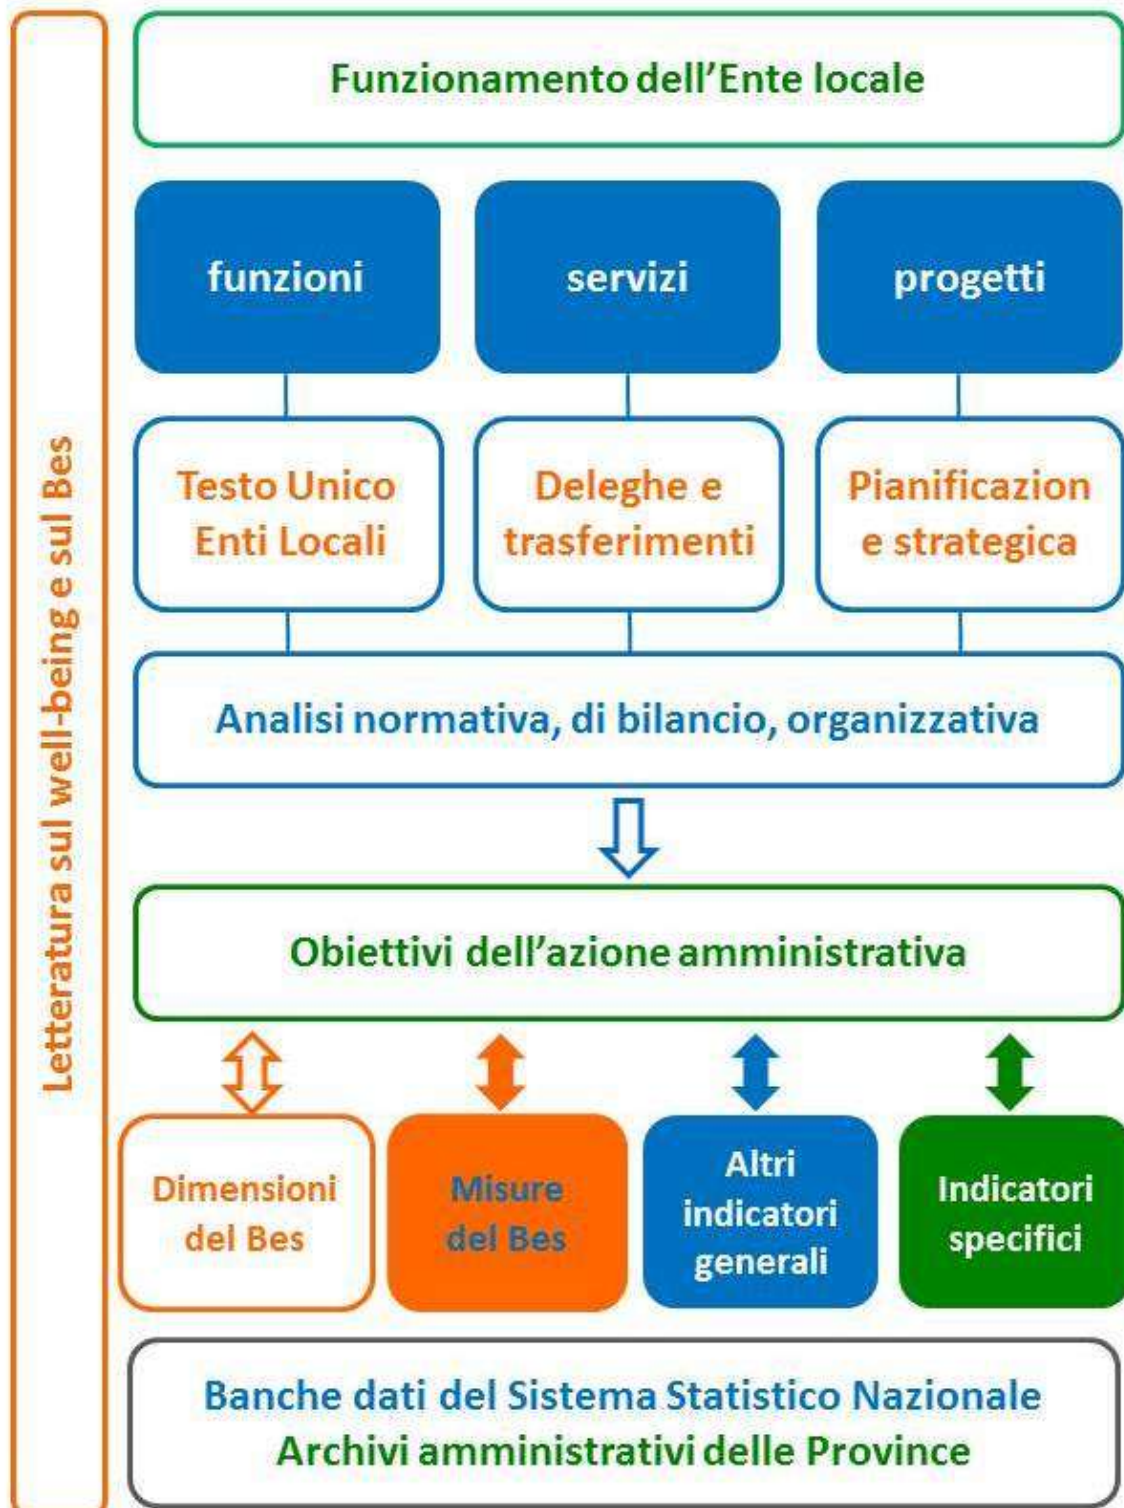 Letteratura sul well-being e sul Bes
Funzionamento dell’Ente locale
funzioni
servizi
progetti
Testo Unico
Enti Locali
Deleghe e
trasferimenti
Pianificazion
e strategica
Analisi normativa, di bilancio, organizzativa
Obiettivi dell’azione amministrativa
Dimensioni
del Bes
Misure
del Bes
Altri
indicatori
generali
Indicatori
specifici
Banche dati del Sistema Statistico Nazionale
Archivi amministrativi delle Province